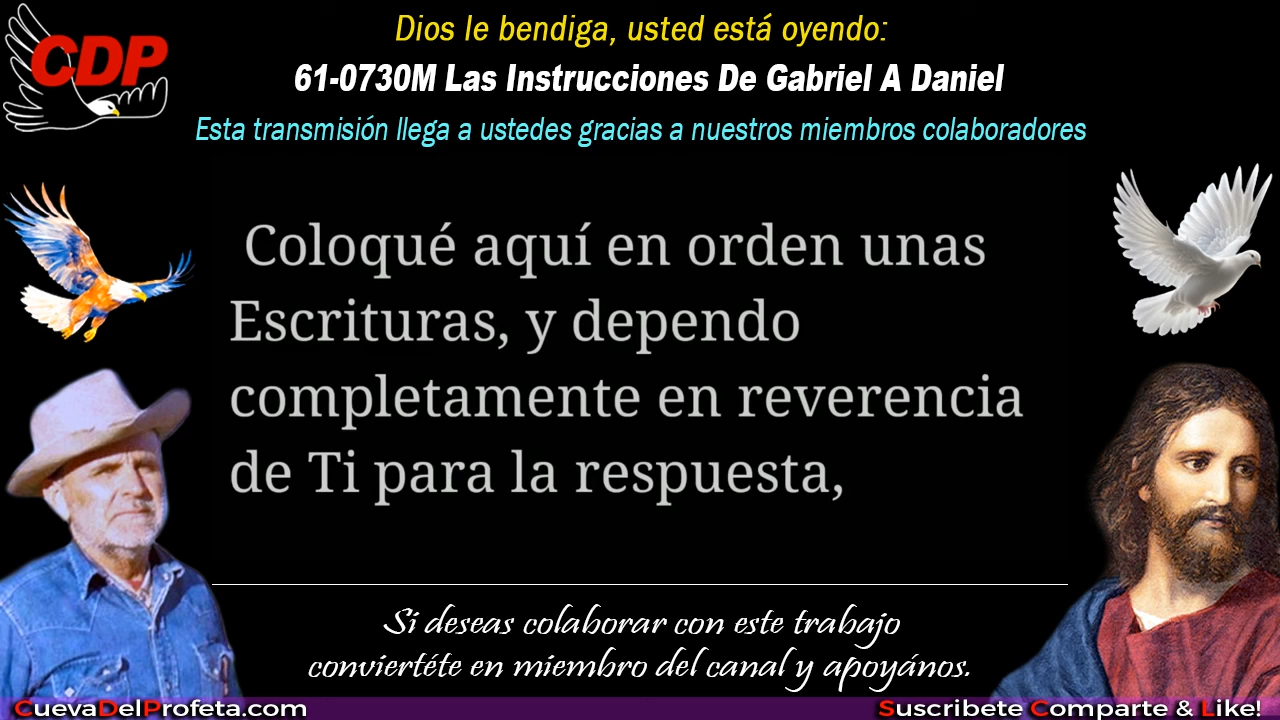 CDP
Dios le bendiga, usted está oyendo:
61-0730M Las Instrucciones De Gabriel A Daniel
Esta transmisión llega a ustedes gracias a nuestros miembros colaboradores
Coloqué aquí en orden unas
Escrituras, y dependo
completamente en reverencia
de Ti para la respuesta,
Si deseas colaborar con este trabajo
conviertéte en miembro del canal y apoyános.
CuevaDelProfeta.com
Suscribete Comparte & Like!